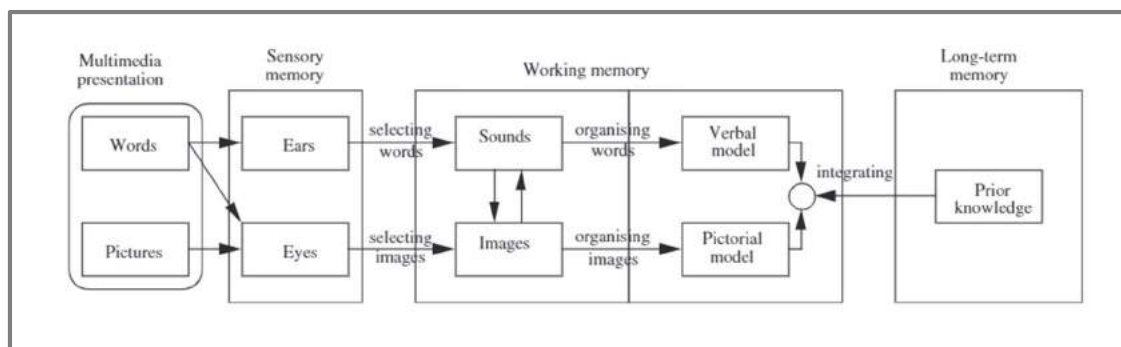 Multimedia
presentation
Sensory
memory
Working memory
Long-term
memory
Words
Ears
selecting
words
Sounds
organising
words
Verbal
model
integrating
Prior
knowledge
Pictures
Eyes
selecting
images
Images
organising
images
Pictorial
model